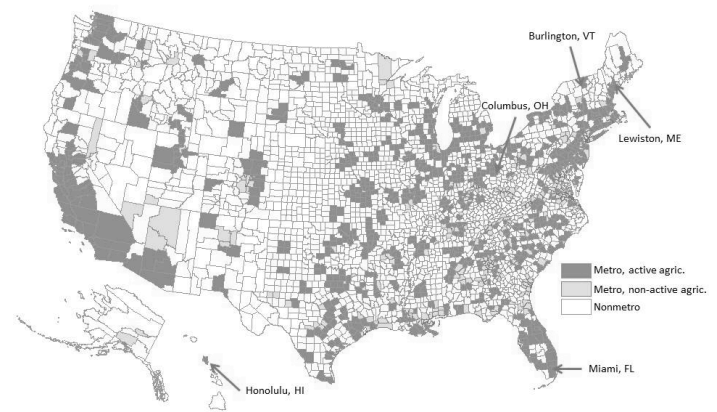 Burlington, VT
Columbus, OH
Lewiston, ME
Metro, active agric.
Metro, non-active agric.
Nonmetro
Miami, FL
Honolulu, HI